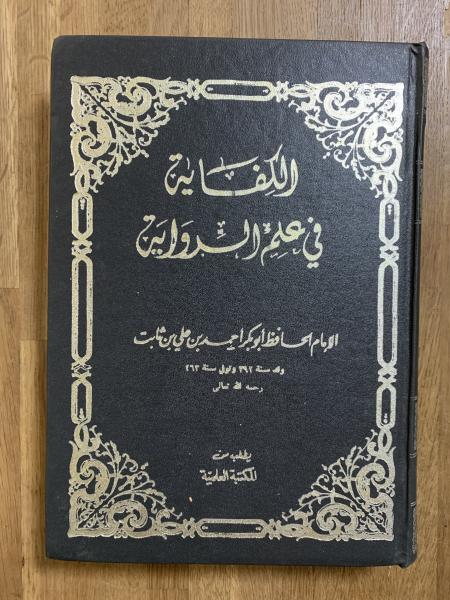 الكفاية
في علم الرواية
الإمام الحافظ أبو بكر احمد بن علي بن ثابت
ولد سنة ٣٩٢ وتوفي سنة ٤٦٣
رحمه الله تعالى
يطلب من
المكتبة العلمية